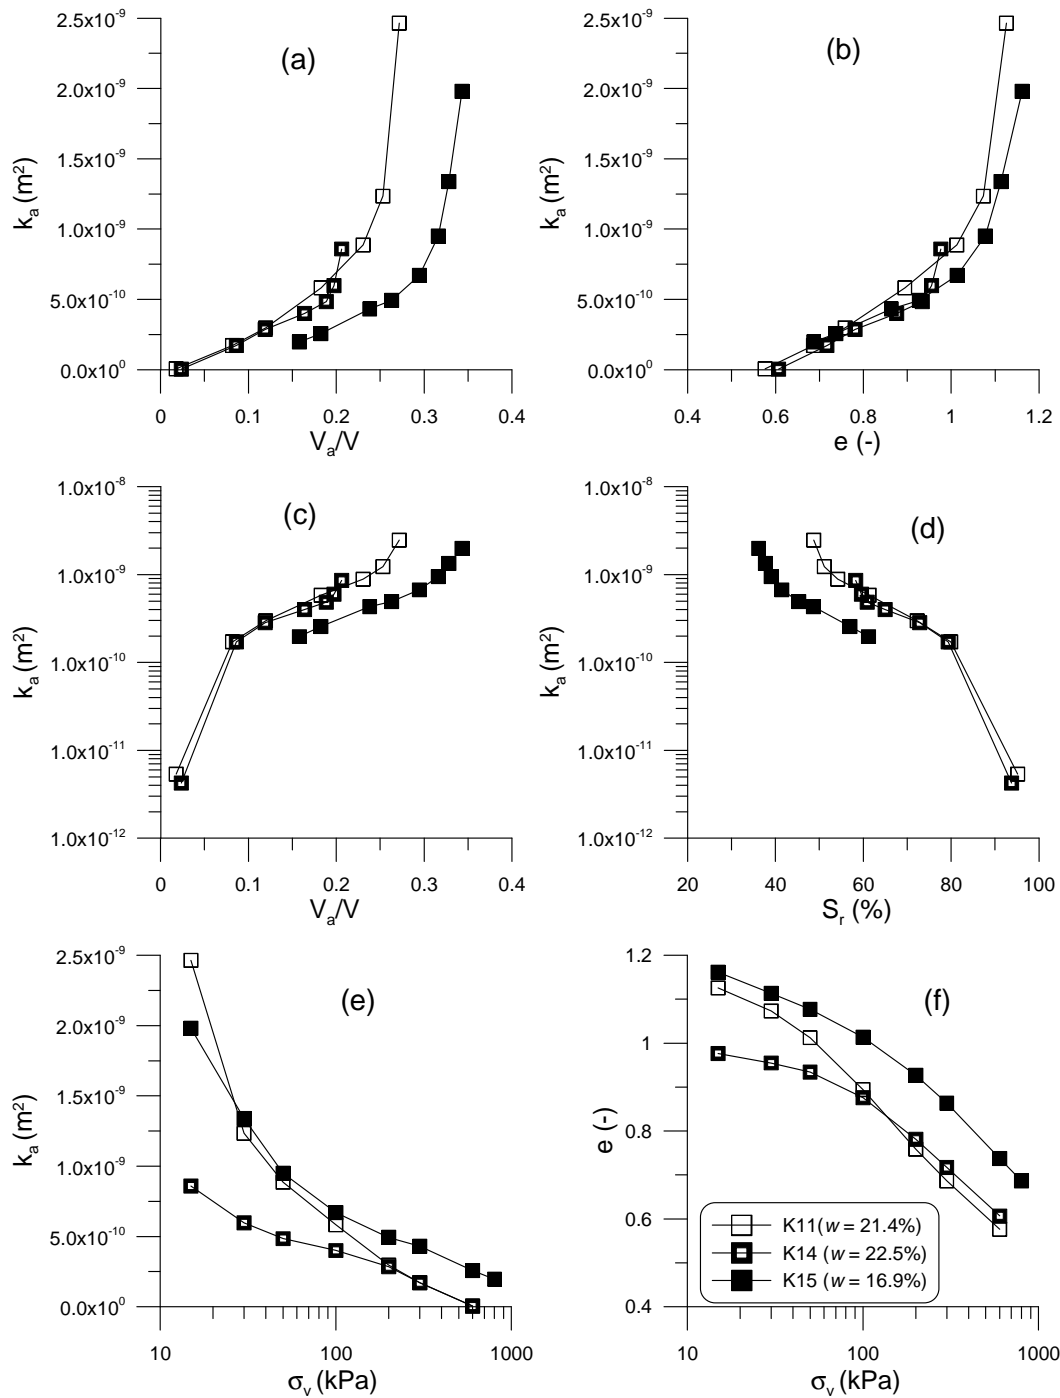 2.5x10⁻⁹
2.0x10⁻⁹
1.5x10⁻⁹
1.0x10⁻⁹
5.0x10⁻¹⁰
0.0x10⁰
kₐ (m²)
(a)
0 0.1 0.2 0.3 0.4
Vₐ/V
2.5x10⁻⁹
2.0x10⁻⁹
1.5x10⁻⁹
1.0x10⁻⁹
5.0x10⁻¹⁰
0.0x10⁰
kₐ (m²)
(b)
0.4 0.6 0.8 1 1.2
e (-)
1.0x10⁻⁸
1.0x10⁻⁹
1.0x10⁻¹⁰
1.0x10⁻¹¹
1.0x10⁻¹²
kₐ (m²)
(c)
0 0.1 0.2 0.3 0.4
Vₐ/V
1.0x10⁻⁸
1.0x10⁻⁹
1.0x10⁻¹⁰
1.0x10⁻¹¹
1.0x10⁻¹²
kₐ (m²)
(d)
20 40 60 80 100
Sᵣ (%)
2.5x10⁻⁹
2.0x10⁻⁹
1.5x10⁻⁹
1.0x10⁻⁹
5.0x10⁻¹⁰
0.0x10⁰
kₐ (m²)
(e)
10 100 1000
σᵥ (kPa)
1.2
1
0.8
0.6
0.4
e (-)
(f)
K11(w = 21.4%)
K14 (w = 22.5%)
K15 (w = 16.9%)
10 100 1000
σᵥ (kPa)